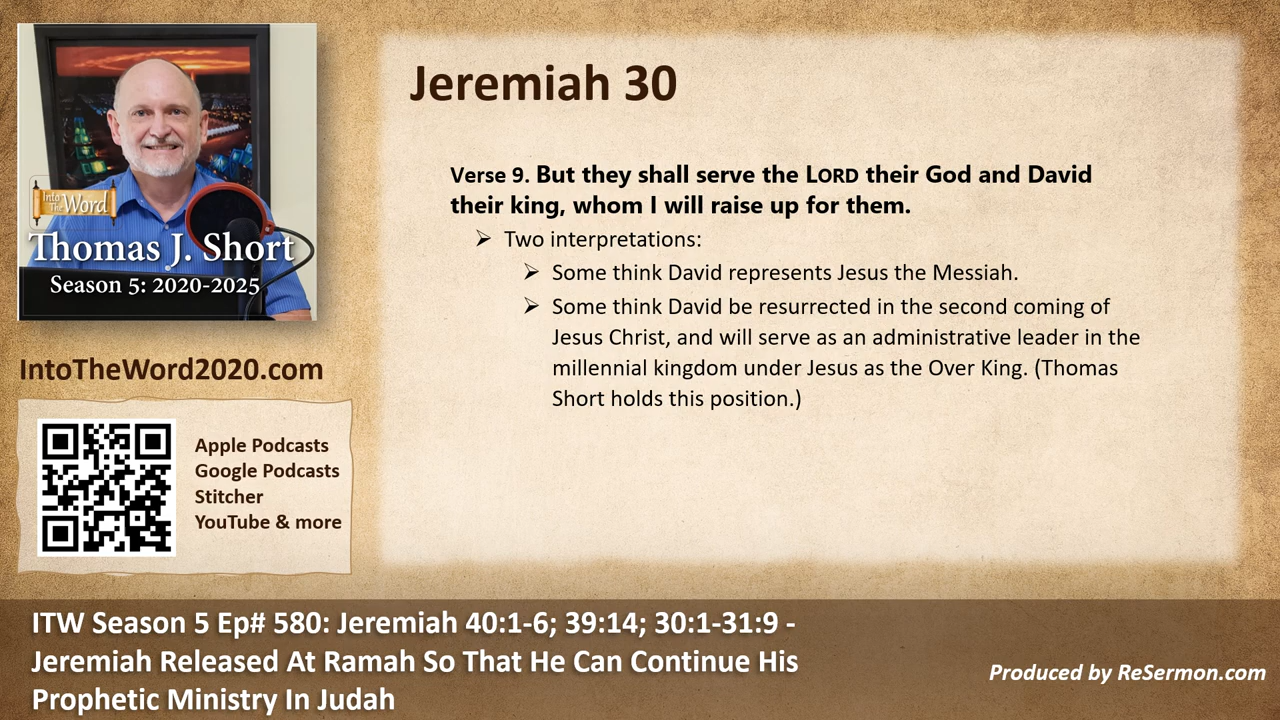 Into
The Word
Thomas J. Short
Season 5: 2020-2025
IntoTheWord2020.com
Apple Podcasts
Google Podcasts
Stitcher
YouTube & more
Jeremiah 30
Verse 9. But they shall serve the LORD their God and David
their king, whom I will raise up for them.
➢ Two interpretations:
➢ Some think David represents Jesus the Messiah.
➢ Some think David be resurrected in the second coming of
Jesus Christ, and will serve as an administrative leader in the
millennial kingdom under Jesus as the Over King. (Thomas
Short holds this position.)
ITW Season 5 Ep# 580: Jeremiah 40:1-6; 39:14; 30:1-31:9 -
Jeremiah Released At Ramah So That He Can Continue His
Prophetic Ministry In Judah
Produced by ReSermon.com